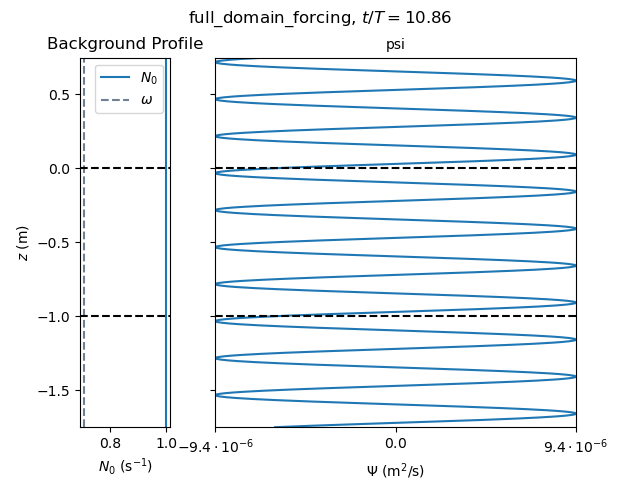 full_domain_forcing, t/T = 10.86
Background Profile
psi
N₀
ω
0.5
0.0
−0.5
−1.0
−1.5
z (m)
0.8 1.0
−9.4 · 10⁻⁶ 0.0 9.4 · 10⁻⁶
N₀ (s⁻¹)
Ψ (m²/s)